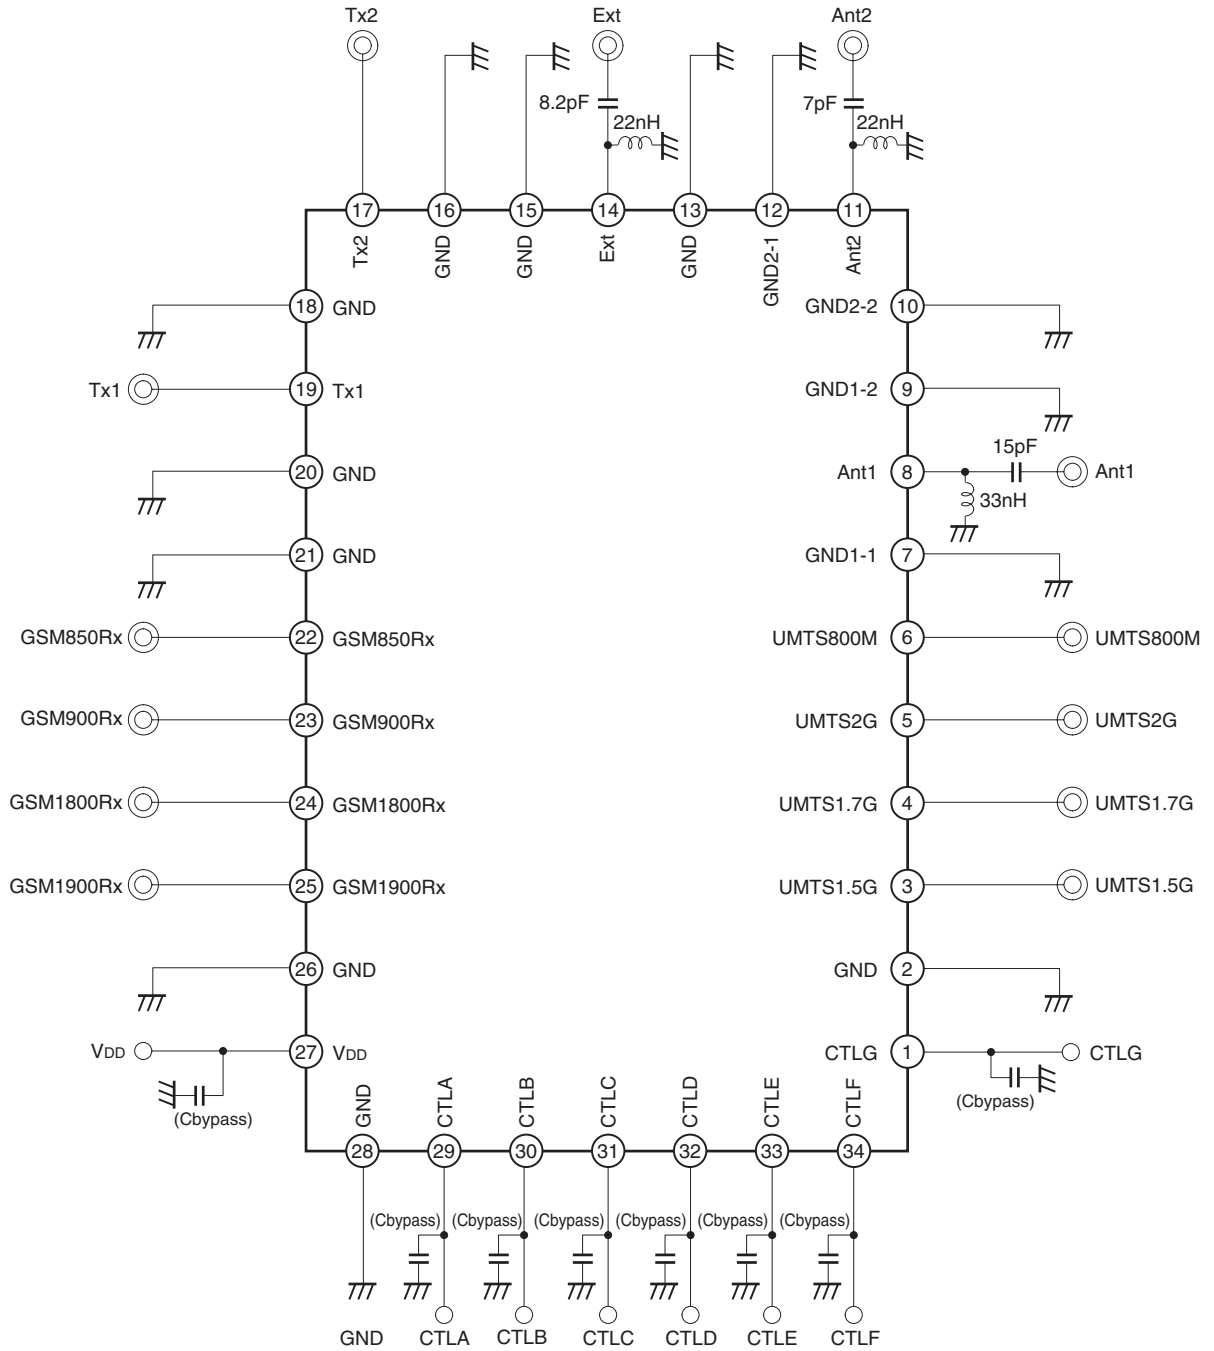 Tx2
Ext
Ant2
8.2pF
22nH
7pF
22nH
17
16
15
14
13
12
11
Tx2
GND
GND
Ext
GND
GND2-1
Ant2
18 GND
GND2-2 10
Tx1 19 Tx1
GND1-2 9
20 GND
Ant1 8
15pF
Ant1
33nH
21 GND
GND1-1 7
GSM850Rx 22 GSM850Rx
UMTS800M 6 UMTS800M
GSM900Rx 23 GSM900Rx
UMTS2G 5 UMTS2G
GSM1800Rx 24 GSM1800Rx
UMTS1.7G 4 UMTS1.7G
GSM1900Rx 25 GSM1900Rx
UMTS1.5G 3 UMTS1.5G
26 GND
GND 2
VDD 27 VDD
CTLG 1 CTLG
(Cbypass)
(Cbypass)
GND
CTLA
CTLB
CTLC
CTLD
CTLE
CTLF
28
29
30
31
32
33
34
(Cbypass)
(Cbypass)
(Cbypass)
(Cbypass)
(Cbypass)
(Cbypass)
GND
CTLA
CTLB
CTLC
CTLD
CTLE
CTLF